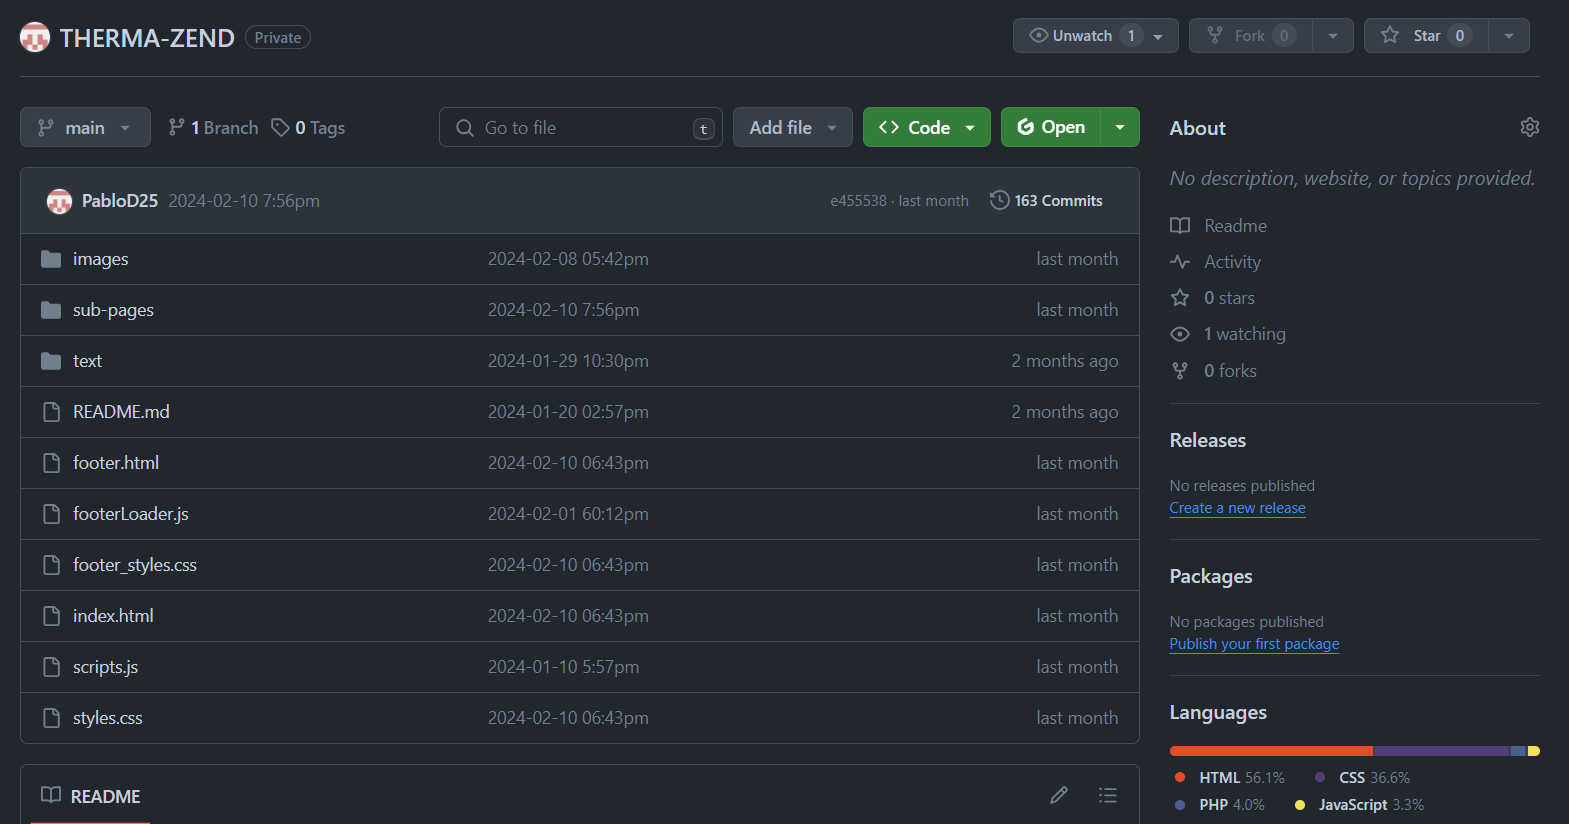 THERMA-ZEND Private
Unwatch 1
Fork 0
Star 0
main
1 Branch
0 Tags
Go to file t
Add file
Code
Open
PabloD25 2024-02-10 7:56pm e455538 · last month 163 Commits
images 2024-02-08 05:42pm last month
sub-pages 2024-02-10 7:56pm last month
text 2024-01-29 10:30pm 2 months ago
README.md 2024-01-20 02:57pm 2 months ago
footer.html 2024-02-10 06:43pm last month
footerLoader.js 2024-02-01 60:12pm last month
footer_styles.css 2024-02-10 06:43pm last month
index.html 2024-02-10 06:43pm last month
scripts.js 2024-01-10 5:57pm last month
styles.css 2024-02-10 06:43pm last month
README
About
No description, website, or topics provided.
Readme
Activity
0 stars
1 watching
0 forks
Releases
No releases published
Create a new release
Packages
No packages published
Publish your first package
Languages
HTML 56.1% CSS 36.6%
PHP 4.0% JavaScript 3.3%